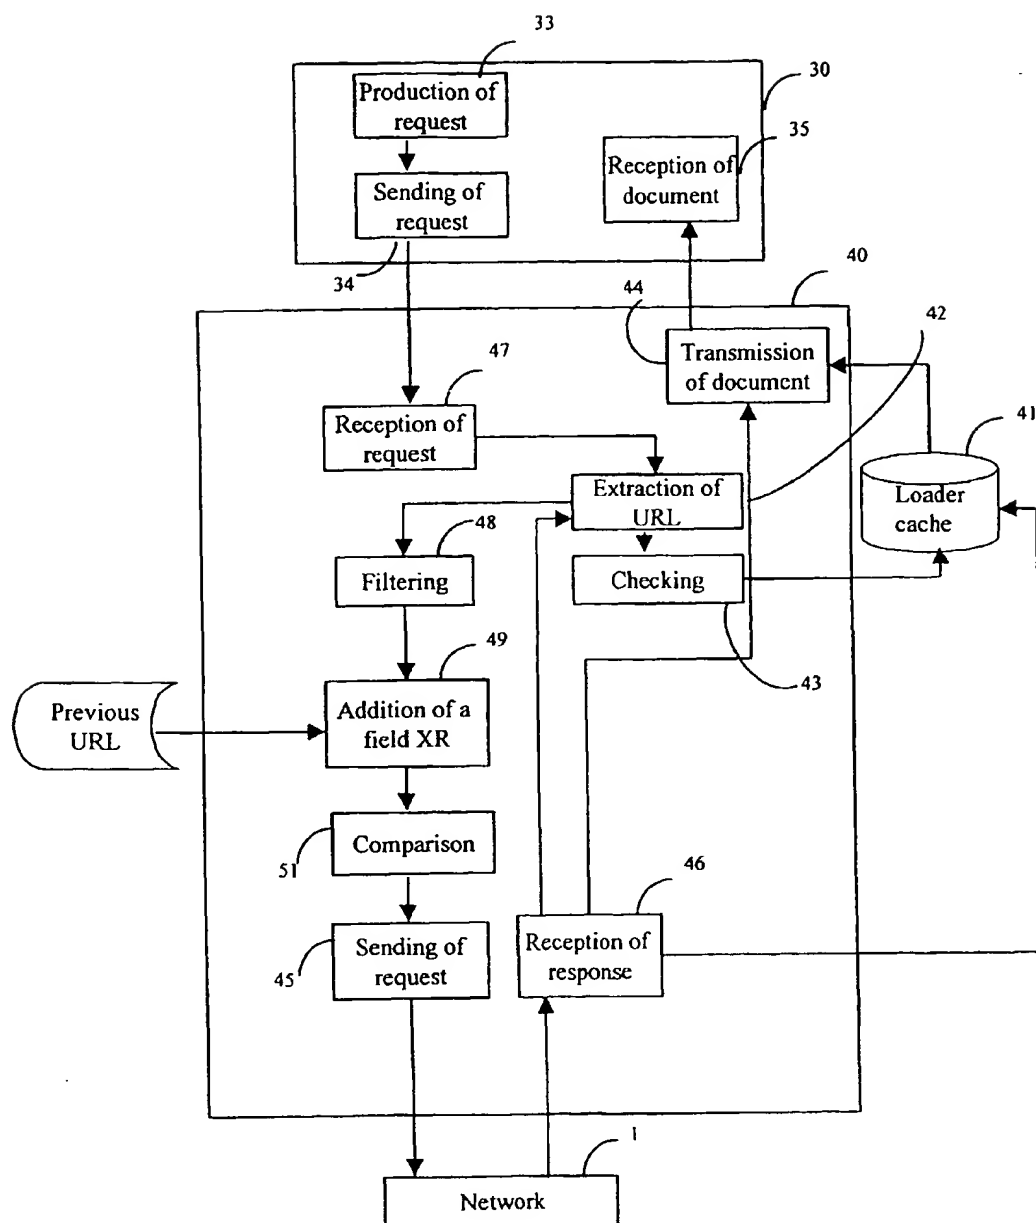 33
Production of
request
30
35
Reception of
document
Sending of
request
34
40
44
42
Transmission
of document
47
Reception of
request
41
Loader
cache
Extraction of
URL
48
Filtering
Checking
49
43
Previous
URL
Addition of a
field XR
Comparison
51
46
Sending of
request
45
Reception of
response
1
Network